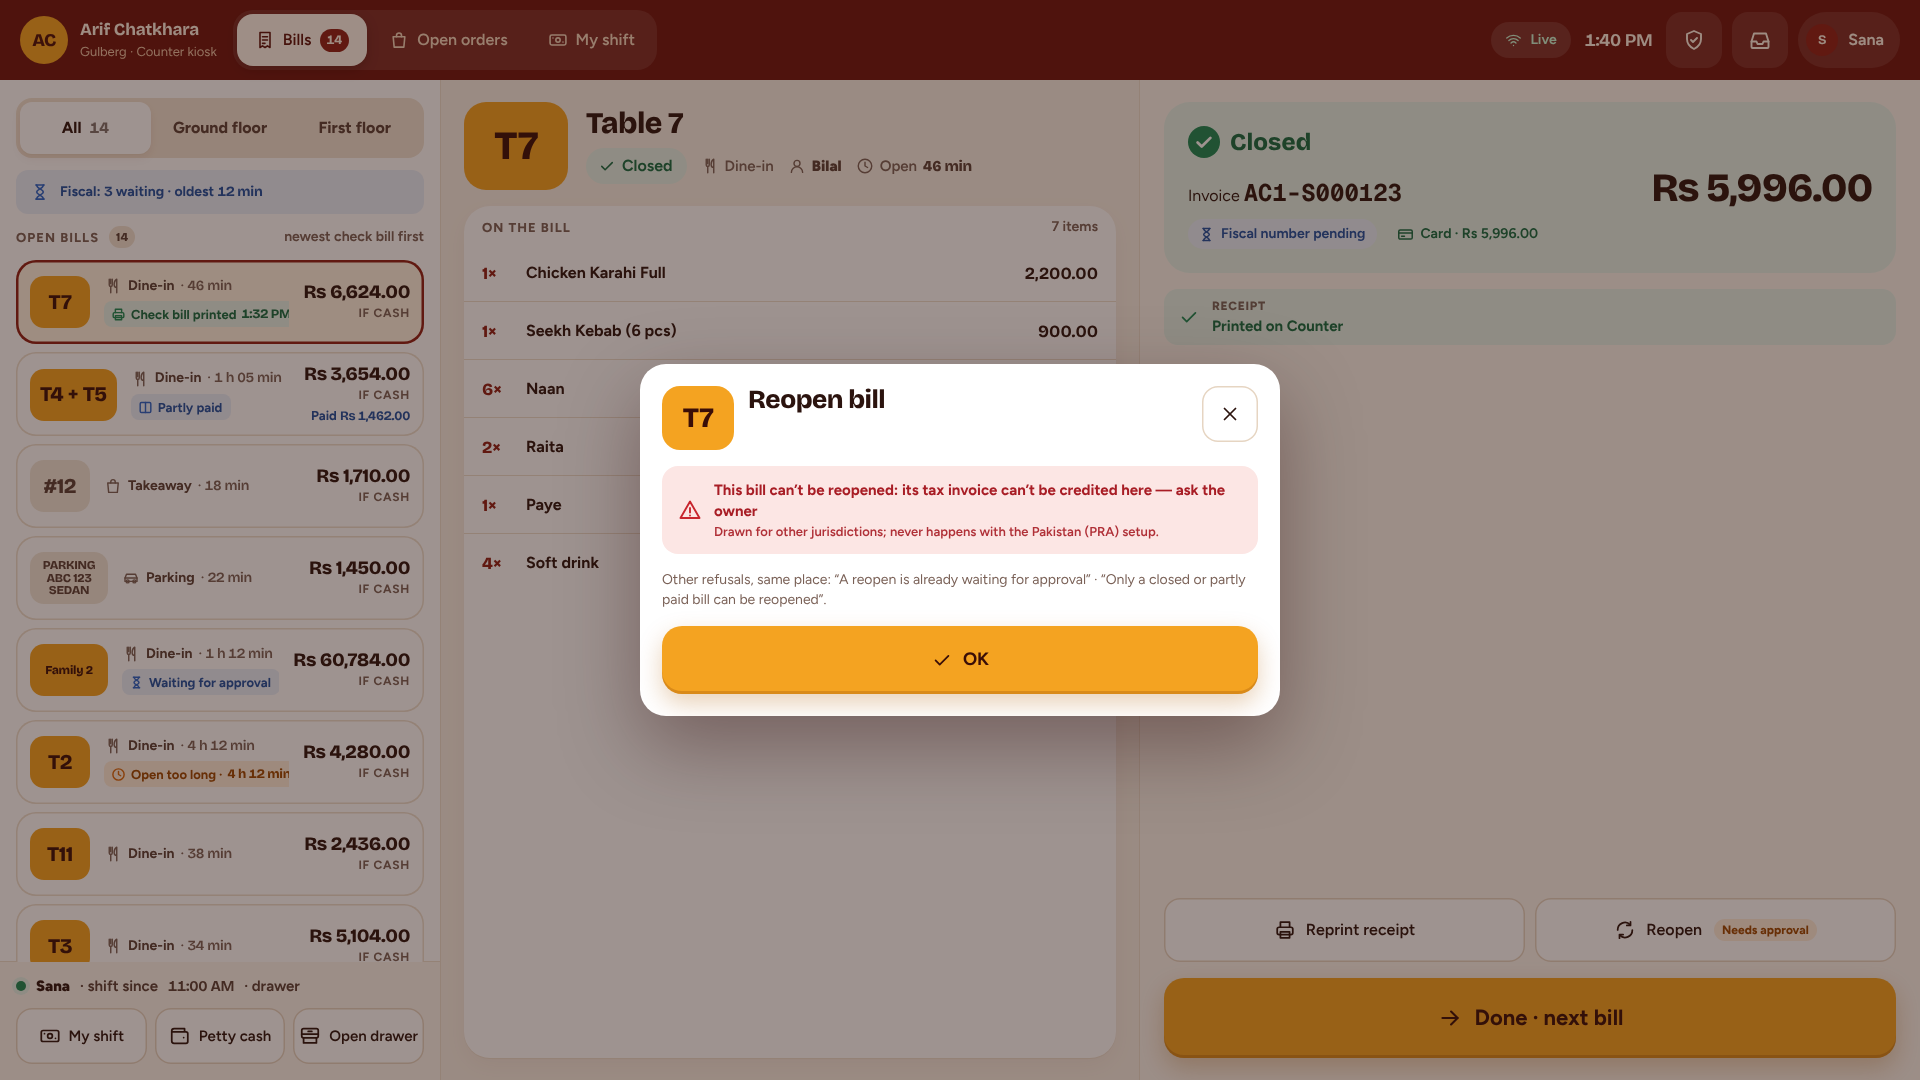 AC
Arif Chatkhara
Gulberg · Counter kiosk
Bills 14
Open orders
My shift
Live
1:40 PM
S Sana
All 14
Ground floor
First floor
Fiscal: 3 waiting · oldest 12 min
OPEN BILLS 14
newest check bill first
T7
Dine-in · 46 min
Check bill printed 1:32 PM
Rs 6,624.00
IF CASH
T4 + T5
Dine-in · 1 h 05 min
Partly paid
Rs 3,654.00
IF CASH
Paid Rs 1,462.00
#12
Takeaway · 18 min
Rs 1,710.00
IF CASH
PARKING
ABC 123
SEDAN
Parking · 22 min
Rs 1,450.00
IF CASH
Family 2
Dine-in · 1 h 12 min
Waiting for approval
Rs 60,784.00
IF CASH
T2
Dine-in · 4 h 12 min
Open too long · 4 h 12 min
Rs 4,280.00
IF CASH
T11
Dine-in · 38 min
Rs 2,436.00
IF CASH
T3
Dine-in · 34 min
Rs 5,104.00
IF CASH
Sana · shift since 11:00 AM · drawer
My shift
Petty cash
Open drawer
T7
Table 7
Closed
Dine-in
Bilal
Open 46 min
ON THE BILL
7 items
1× Chicken Karahi Full 2,200.00
1× Seekh Kebab (6 pcs) 900.00
6× Naan
2× Raita
1× Paye
4× Soft drink
T7
Reopen bill
This bill can’t be reopened: its tax invoice can’t be credited here — ask the
owner
Drawn for other jurisdictions; never happens with the Pakistan (PRA) setup.
Other refusals, same place: “A reopen is already waiting for approval” · “Only a closed or partly
paid bill can be reopened”.
OK
Closed
Invoice AC1-S000123
Rs 5,996.00
Fiscal number pending
Card · Rs 5,996.00
RECEIPT
Printed on Counter
Reprint receipt
Reopen Needs approval
Done · next bill